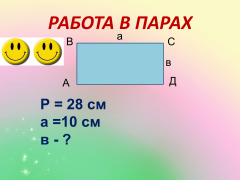 РАБОТА В ПАРАХ
а
В С
в
А Д
Р = 28 см
а =10 см
в - ?